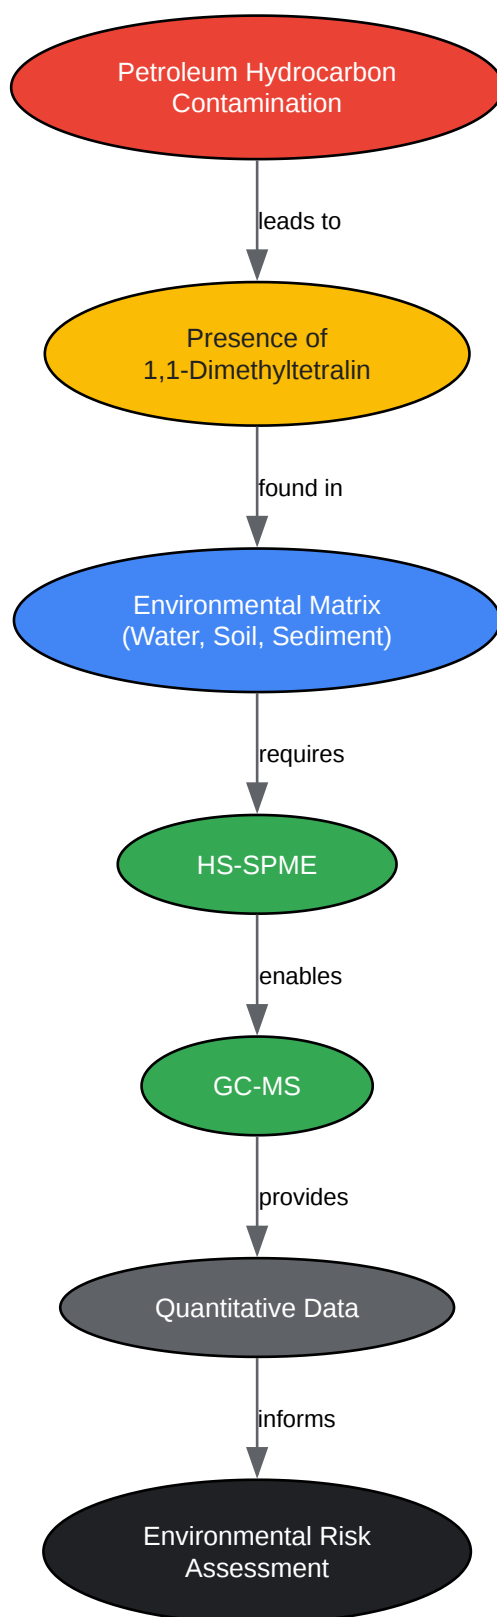 Petroleum Hydrocarbon
Contamination
leads to
Presence of
1,1-Dimethyltetralin
found in
Environmental Matrix
(Water, Soil, Sediment)
requires
HS-SPME
enables
GC-MS
provides
Quantitative Data
informs
Environmental Risk
Assessment